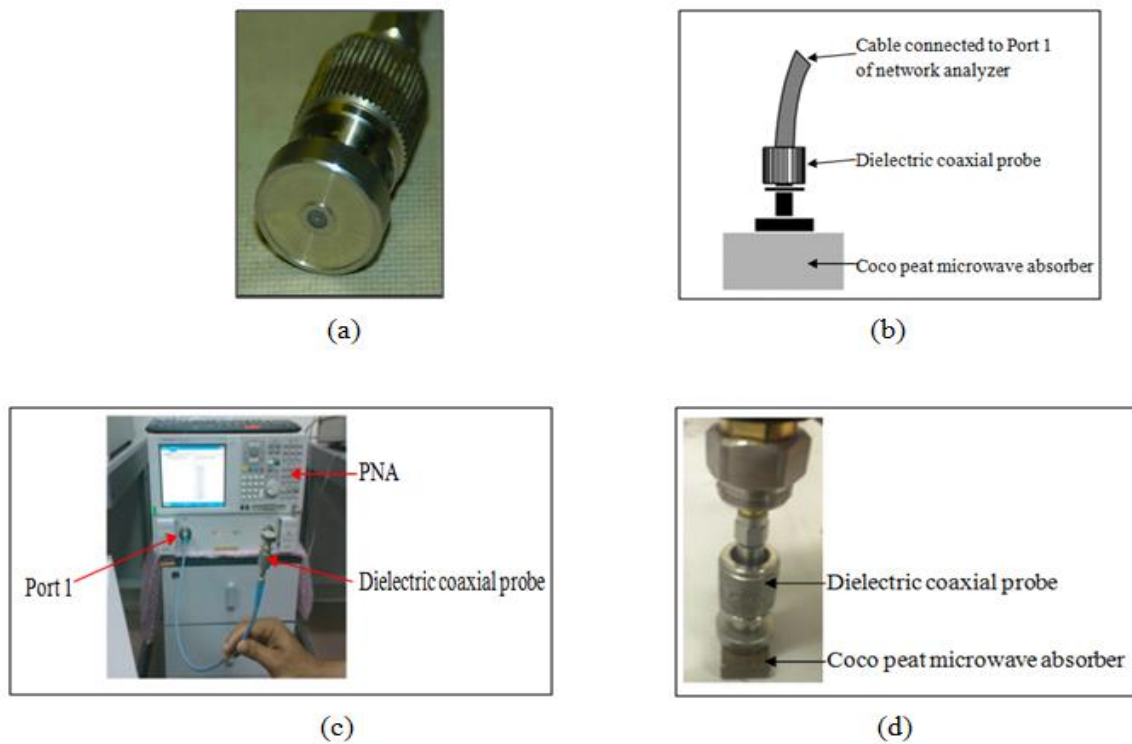 Cable connected to Port 1
of network analyzer
Dielectric coaxial probe
Coco peat microwave absorber
(a)
(b)
PNA
Port 1
Dielectric coaxial probe
Dielectric coaxial probe
Coco peat microwave absorber
(c)
(d)